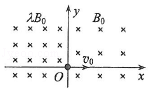 λB₀ y B₀
O v₀ x